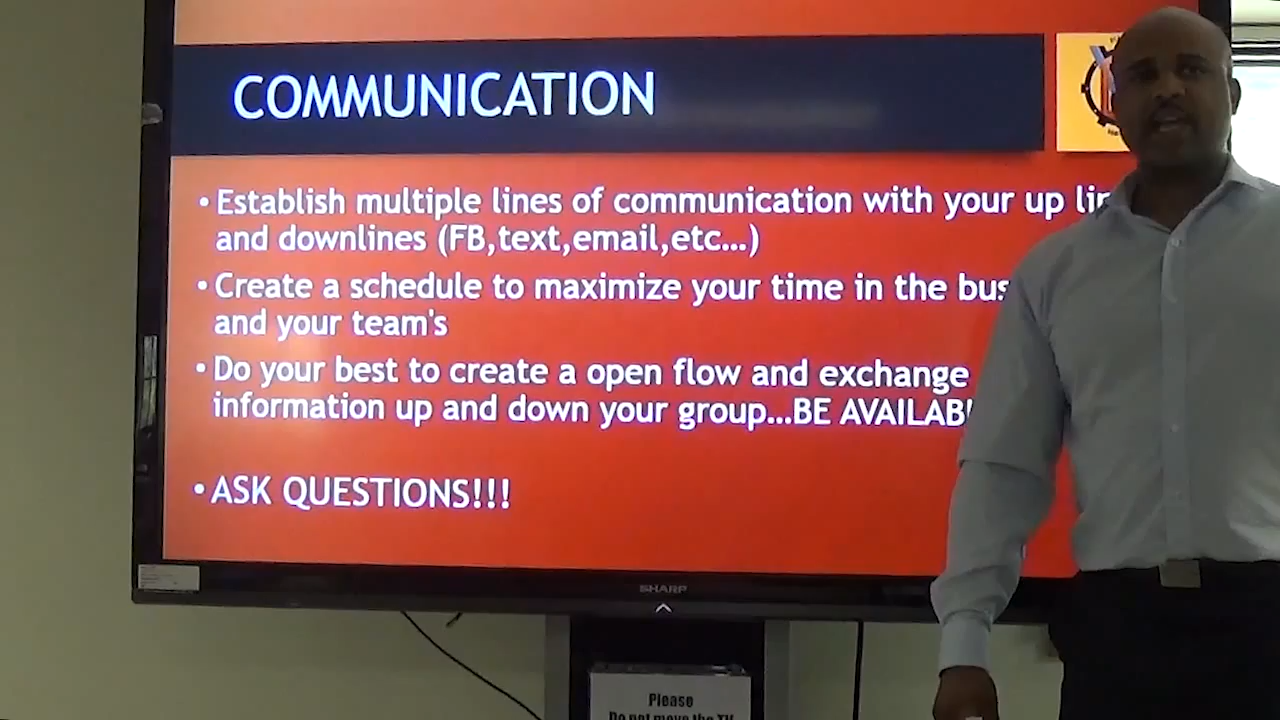 COMMUNICATION
• Establish multiple lines of communication with your up lin
and downlines (FB,text,email,etc...)
• Create a schedule to maximize your time in the bus
and your team's
• Do your best to create a open flow and exchange
information up and down your group...BE AVAILAB
• ASK QUESTIONS!!!
SHARP
Please
Do not move the TV